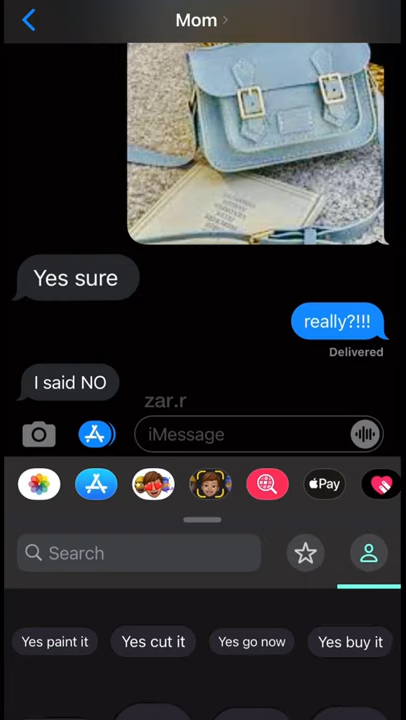 Mom
Yes sure
really?!!!
Delivered
I said NO
zar.r
iMessage
Pay
Search
Yes paint it
Yes cut it
Yes go now
Yes buy it